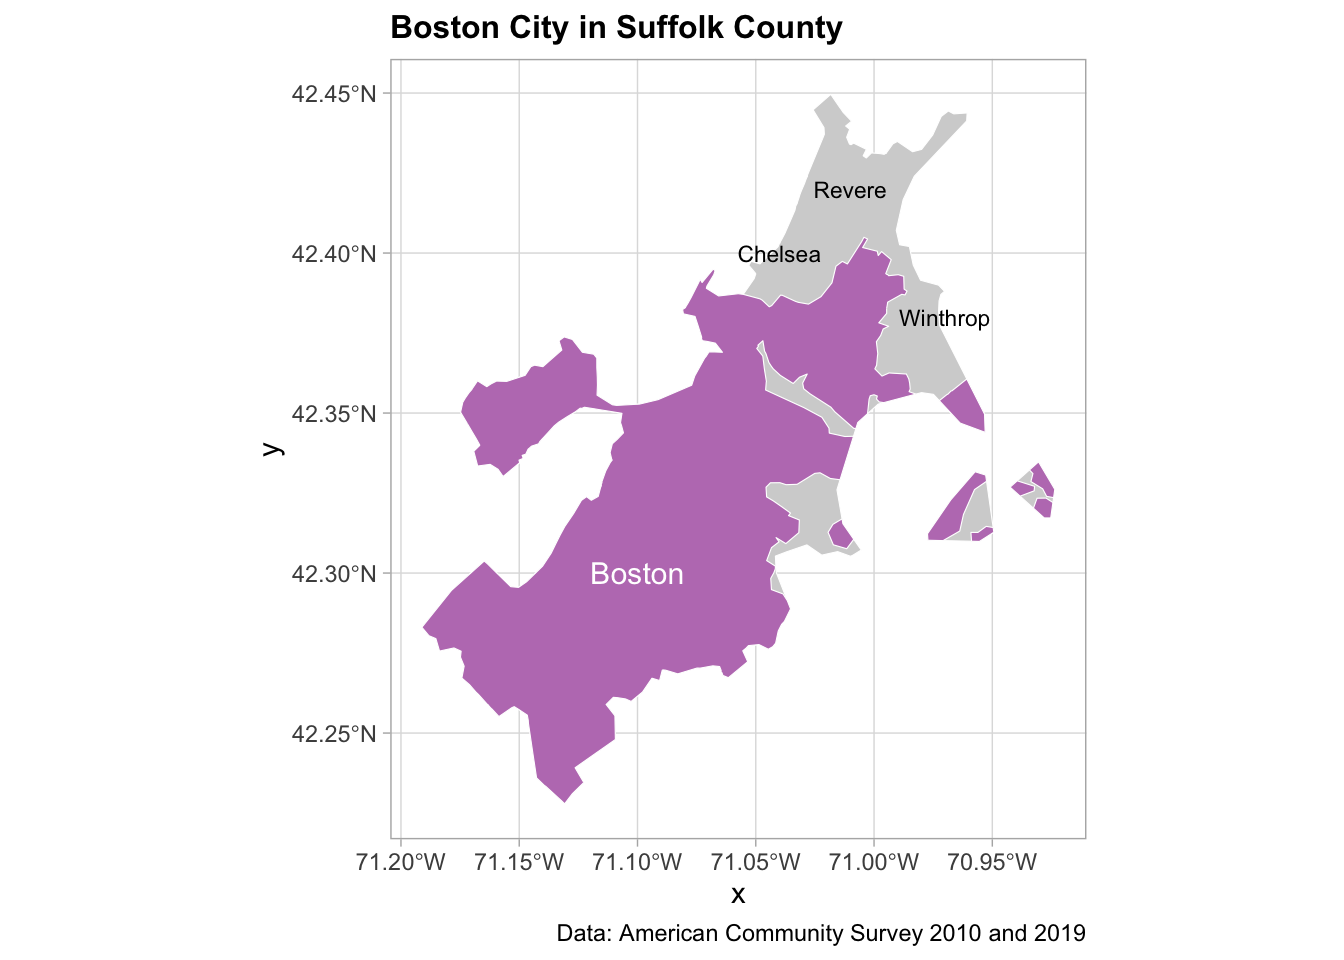 Boston City in Suffolk County
42.45°N
42.40°N
42.35°N
42.30°N
42.25°N
y
Revere
Chelsea
Winthrop
Boston
71.20°W 71.15°W 71.10°W 71.05°W 71.00°W 70.95°W
x
Data: American Community Survey 2010 and 2019